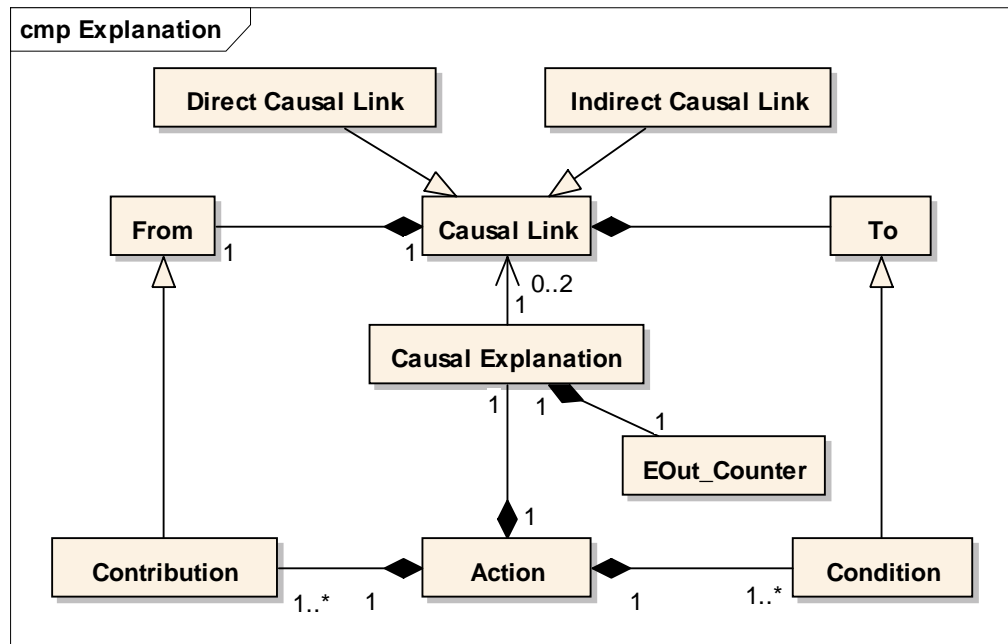 cmp Explanation
Direct Causal Link
Indirect Causal Link
From
Causal Link
To
1
1
0..2
1
Causal Explanation
1
1
1
EOut_Counter
1
Contribution
Action
Condition
1..*
1
1
1..*